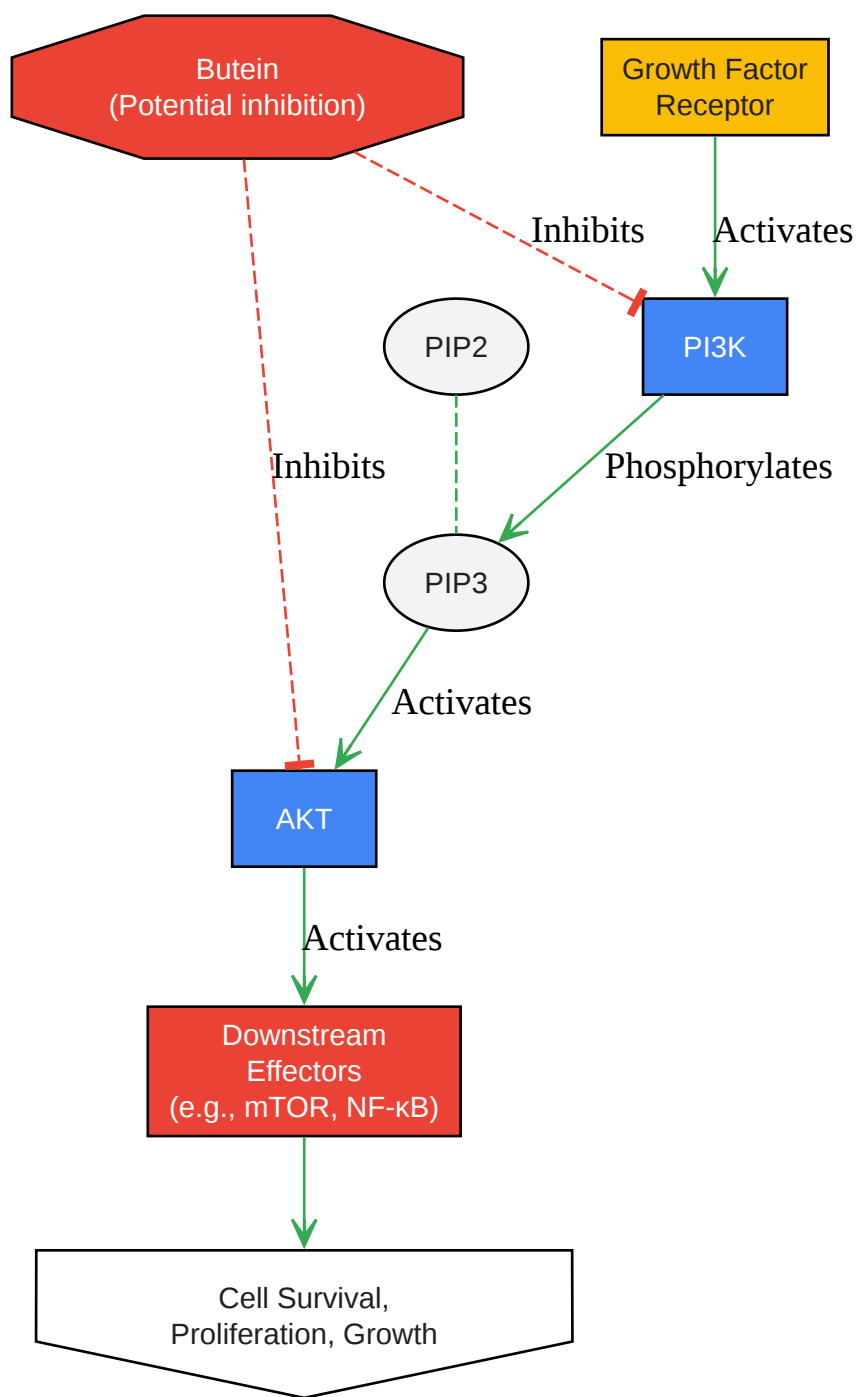 Butein
(Potential inhibition)
Growth Factor
Receptor
Inhibits
Activates
PIP2
PI3K
Inhibits
Phosphorylates
PIP3
Activates
AKT
Activates
Downstream
Effectors
(e.g., mTOR, NF-κB)
Cell Survival,
Proliferation, Growth